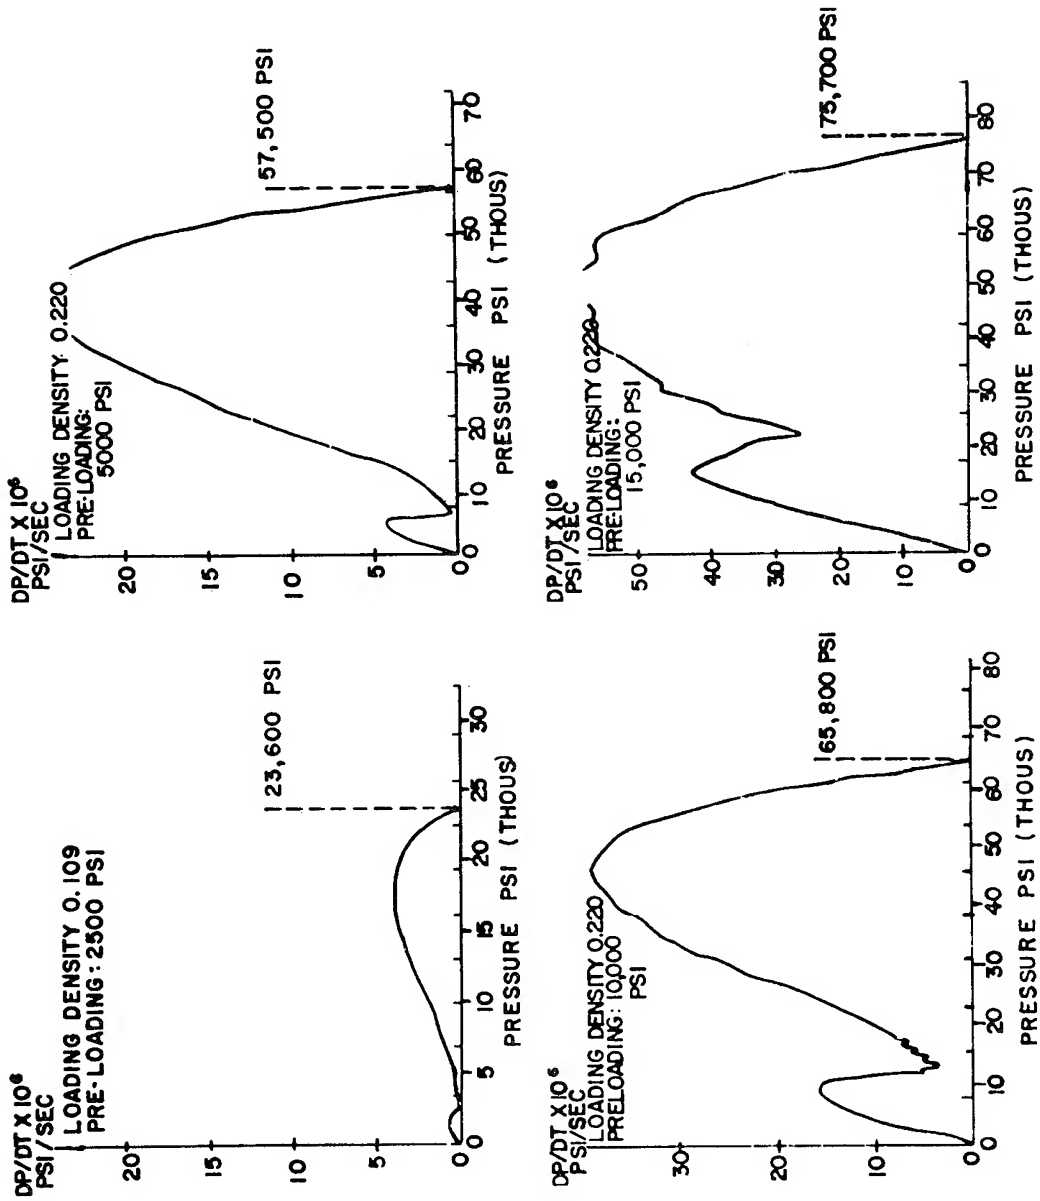 DP/DT X 10⁶
PSI/SEC
LOADING DENSITY 0.109
PRE-LOADING: 2500 PSI
23,600 PSI
20
15
10
5
0
0
5
10
15
20
25
30
PRESSURE PSI (THOUS)
DP/DT X 10⁶
PSI/SEC
LOADING DENSITY 0.220
PRE-LOADING:
5000 PSI
57,500 PSI
20
15
10
5
0
0
10
20
30
40
50
60
70
PRESSURE PSI (THOUS)
DP/DT X 10⁶
PSI/SEC
LOADING DENSITY 0.220
PRELOADING: 10,000
PSI
65,800 PSI
30
20
10
0
0
10
20
30
40
50
60
70
80
PRESSURE PSI (THOUS)
DP/DT X 10⁶
PSI/SEC
LOADING DENSITY 0.220
PRE-LOADING:
15,000 PSI
75,700 PSI
50
40
30
20
10
0
0
10
20
30
40
50
60
70
80
PRESSURE PSI (THOUS)